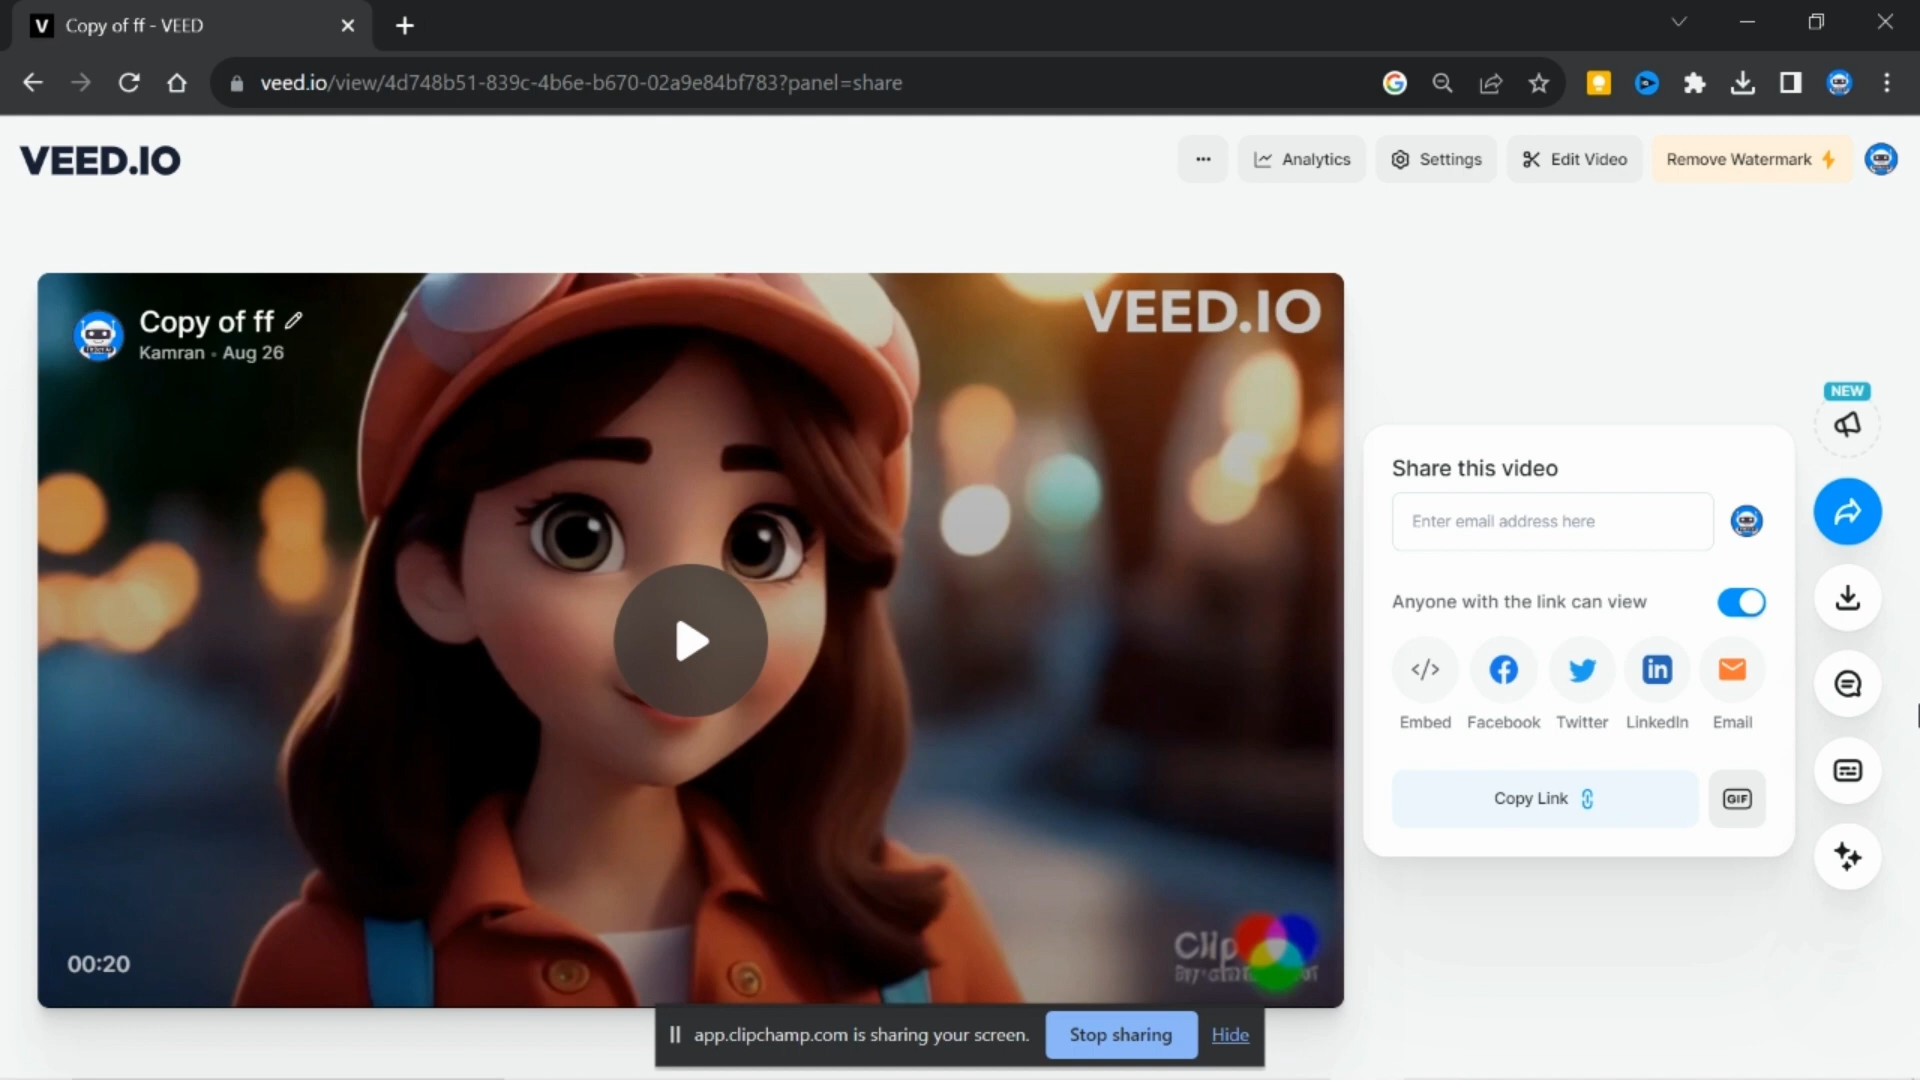 V Copy of ff - VEED
veed.io/view/4d748b51-839c-4b6e-b670-02a9e84bf783?panel=share
VEED.IO
Analytics
Settings
Edit Video
Remove Watermark
Copy of ff
Kamran • Aug 26
VEED.IO
NEW
Share this video
Enter email address here
Anyone with the link can view
Embed Facebook Twitter LinkedIn Email
Copy Link
GIF
00:20
Clip
app.clipchamp.com is sharing your screen. Stop sharing Hide